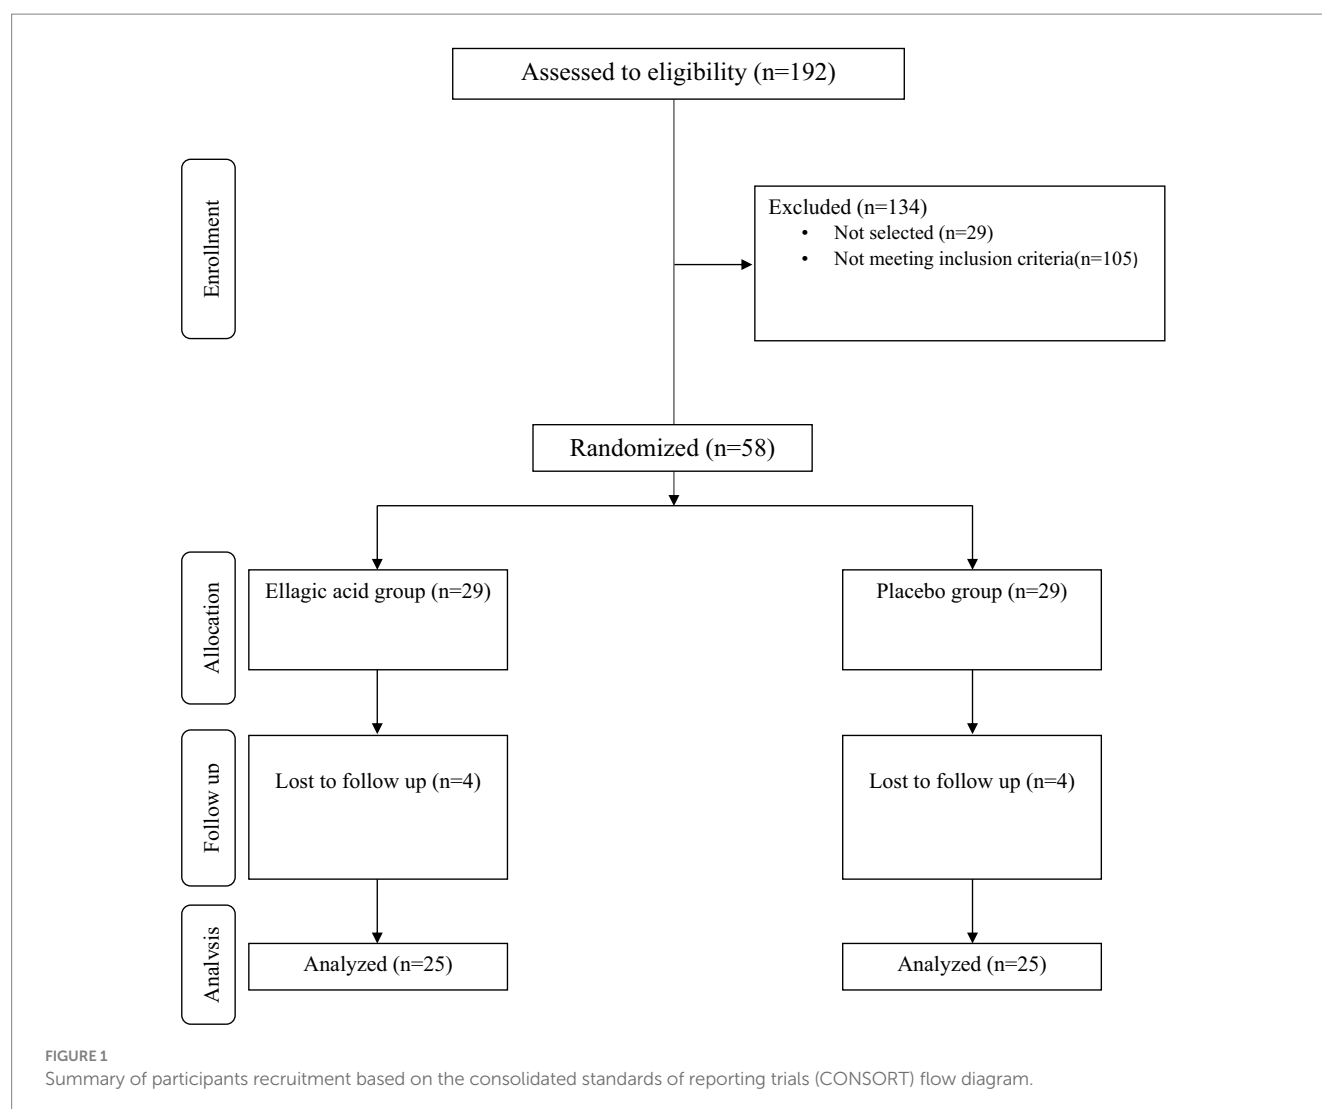 Assessed to eligibility (n=192)
Enrollment
Excluded (n=134)
• Not selected (n=29)
• Not meeting inclusion criteria(n=105)
Randomized (n=58)
Allocation
Ellagic acid group (n=29)
Placebo group (n=29)
Follow up
Lost to follow up (n=4)
Lost to follow up (n=4)
Analysis
Analyzed (n=25)
Analyzed (n=25)
FIGURE 1
Summary of participants recruitment based on the consolidated standards of reporting trials (CONSORT) flow diagram.